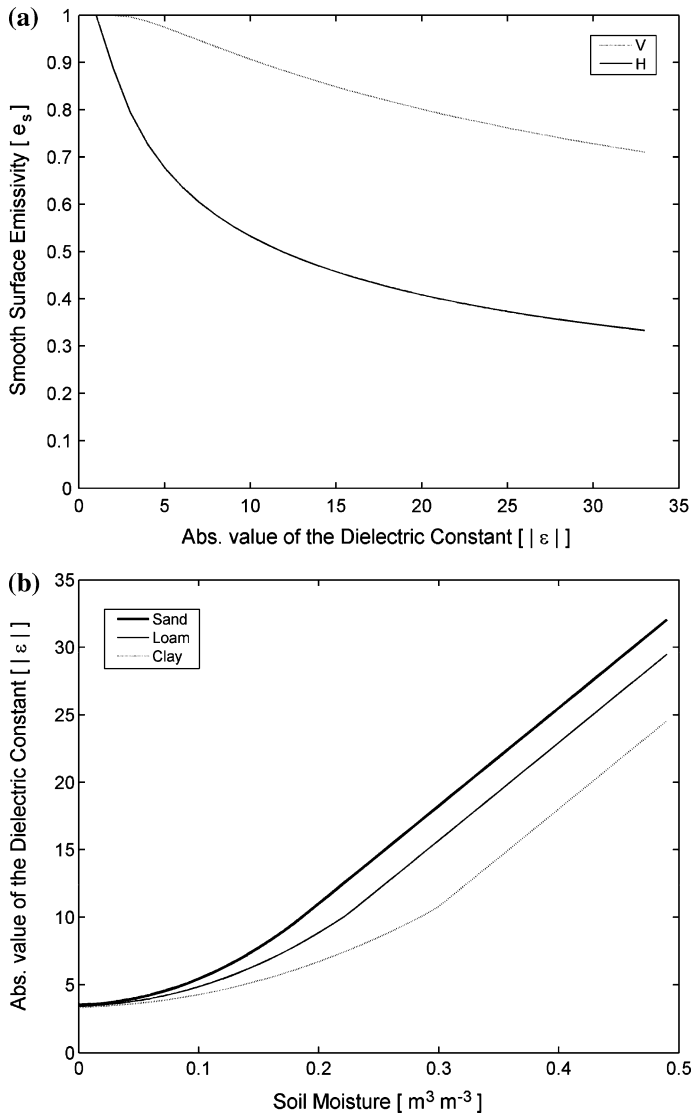 (a)
1
0.9
0.8
0.7
0.6
0.5
0.4
0.3
0.2
0.1
0
Smooth Surface Emissivity [ eₛ ]
V
H
0 5 10 15 20 25 30 35
Abs. value of the Dielectric Constant [ | ε | ]
(b)
35
30
25
20
15
10
5
0
Abs. value of the Dielectric Constant [ | ε | ]
Sand
Loam
Clay
0 0.1 0.2 0.3 0.4 0.5
Soil Moisture [ m³ m⁻³ ]